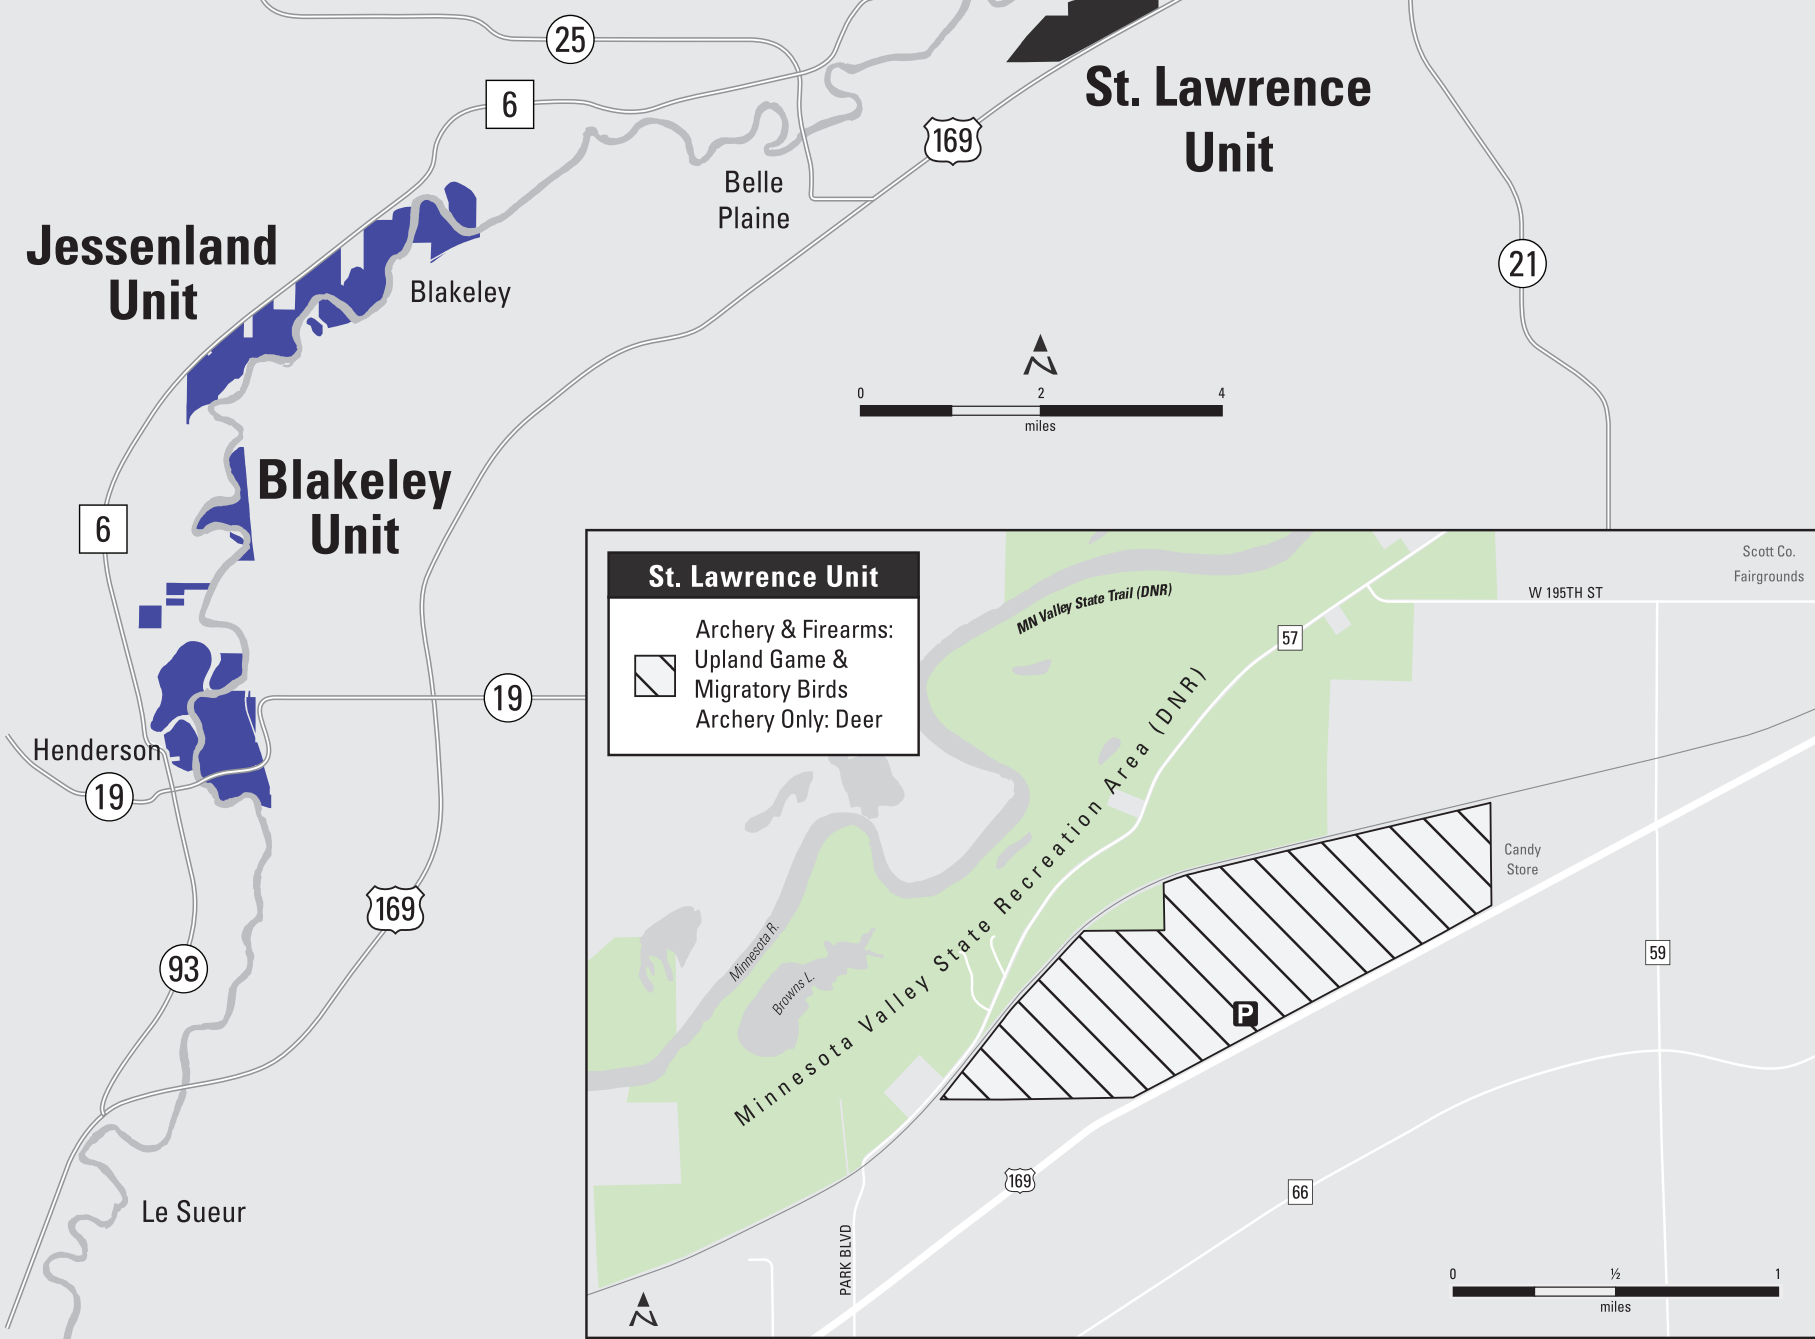 25
6
St. Lawrence
Unit
169
Belle
Plaine
Jessenland
Unit
Blakeley
21
0 2 4
miles
Blakeley
Unit
6
19
Henderson
19
169
93
Le Sueur
St. Lawrence Unit
Archery & Firearms:
Upland Game &
Migratory Birds
Archery Only: Deer
MN Valley State Trail (DNR)
Scott Co.
Fairgrounds
W 195TH ST
57
Minnesota Valley State Recreation Area (DNR)
Candy
Store
Minnesota R.
Browns L.
59
P
169
66
PARK BLVD
0 ½ 1
miles
N
N